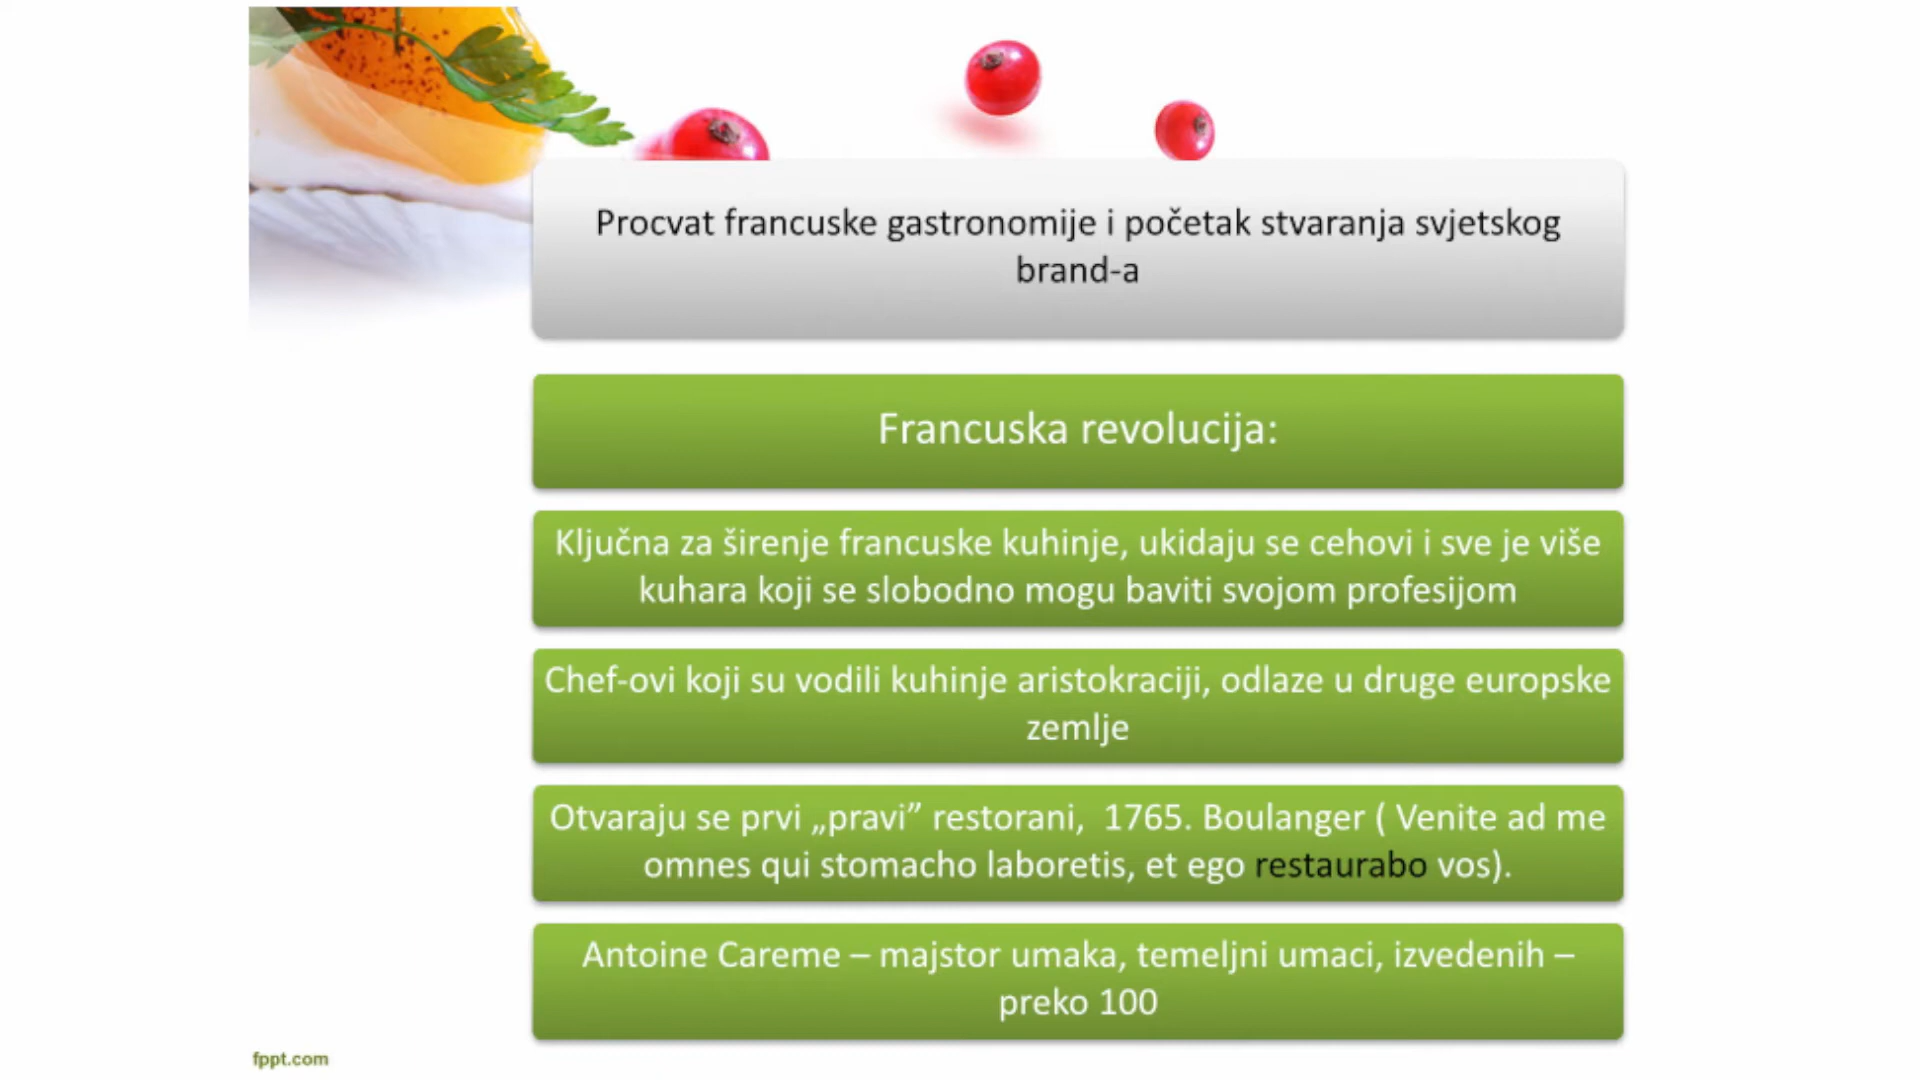 Procvat francuske gastronomije i početak stvaranja svjetskog
brand-a
Francuska revolucija:
Ključna za širenje francuske kuhinje, ukidaju se cehovi i sve je više
kuhara koji se slobodno mogu baviti svojom profesijom
Chef-ovi koji su vodili kuhinje aristokraciji, odlaze u druge europske
zemlje
Otvaraju se prvi „pravi” restorani,  1765. Boulanger ( Venite ad me
omnes qui stomacho laboretis, et ego restaurabo vos).
Antoine Careme – majstor umaka, temeljni umaci, izvedenih –
preko 100
fppt.com